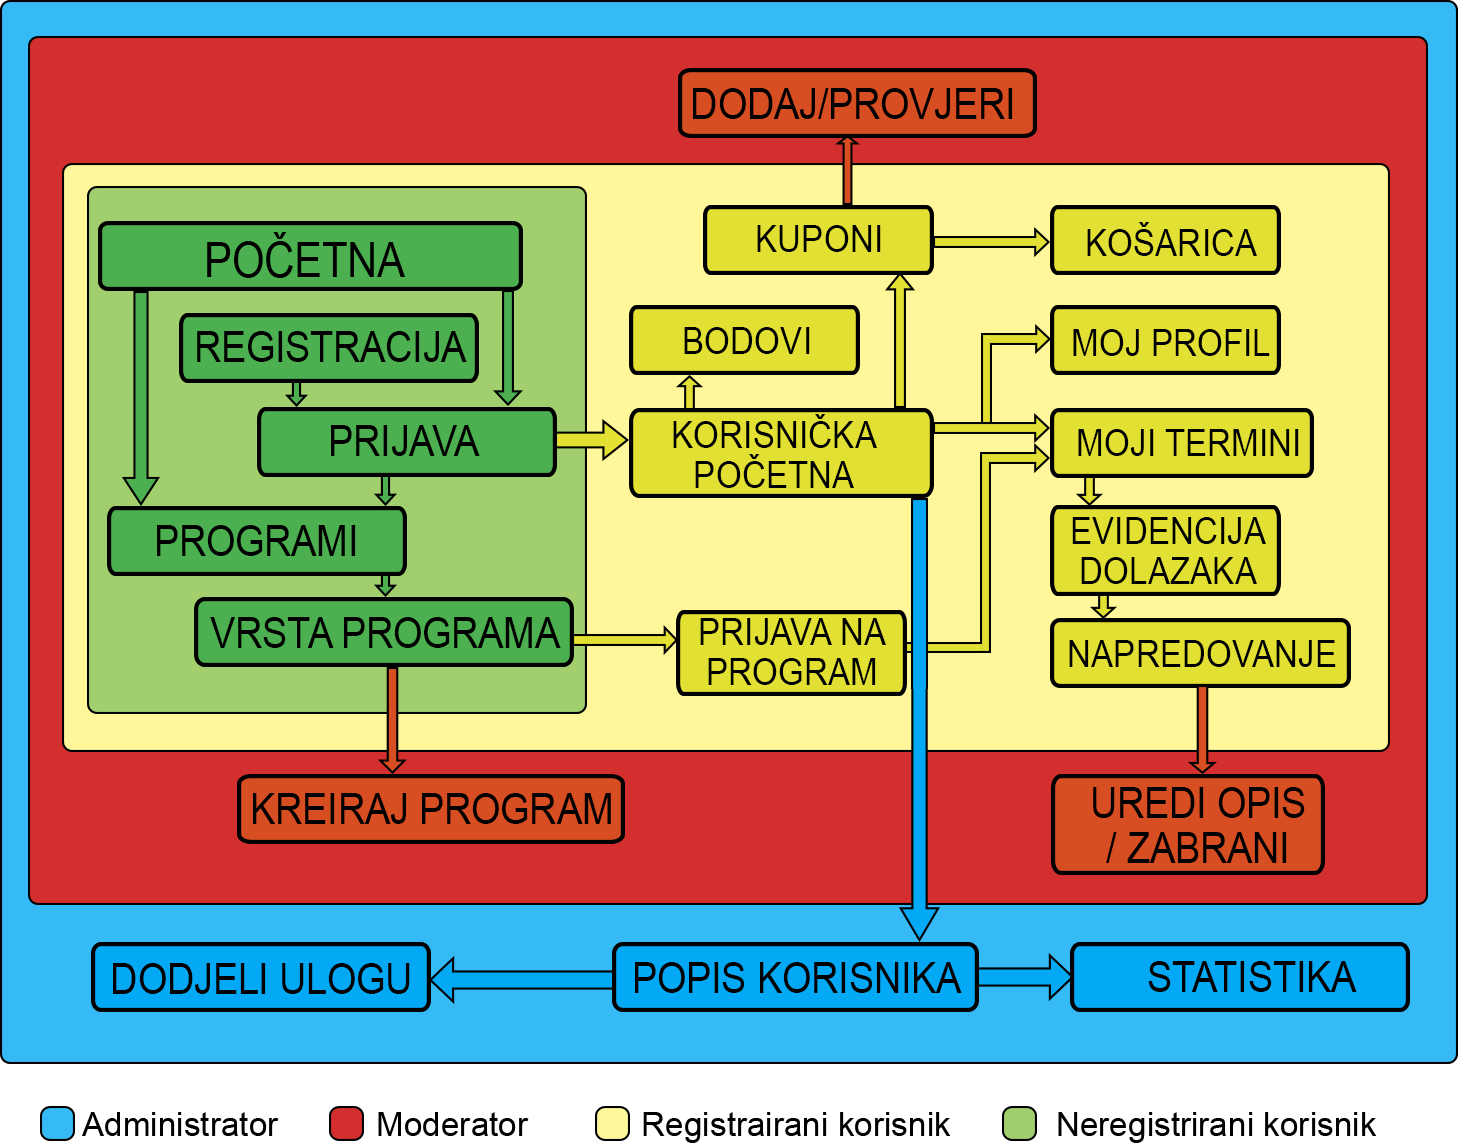 DODAJ/PROVJERI
POČETNA
KUPONI
KOŠARICA
REGISTRACIJA
BODOVI
MOJ PROFIL
PRIJAVA
KORISNIČKA
POČETNA
MOJI TERMINI
PROGRAMI
EVIDENCIJA
DOLAZAKA
VRSTA PROGRAMA
PRIJAVA NA
PROGRAM
NAPREDOVANJE
KREIRAJ PROGRAM
UREDI OPIS
/ ZABRANI
DODJELI ULOGU
POPIS KORISNIKA
STATISTIKA
Administrator
Moderator
Registrairani korisnik
Neregistrirani korisnik